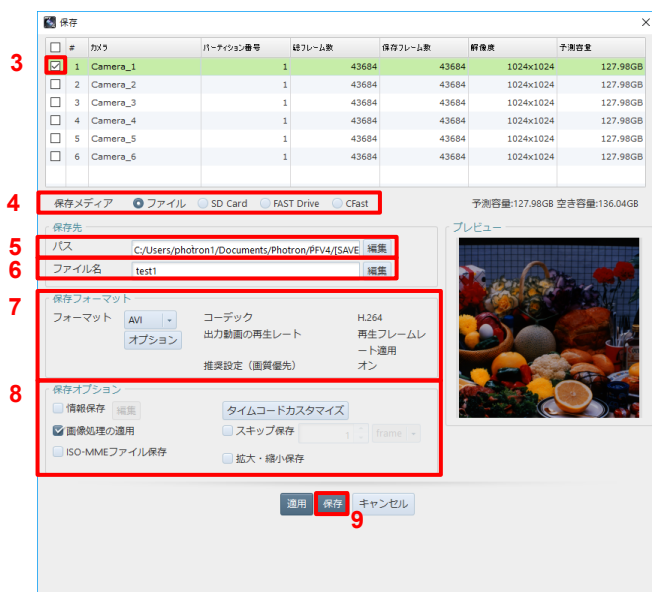 保存
# カメラ パーティション番号 総フレーム数 保存フレーム数 解像度 予測容量
3
1 Camera_1 1 43684 43684 1024x1024 127.98GB
2 Camera_2 1 43684 43684 1024x1024 127.98GB
3 Camera_3 1 43684 43684 1024x1024 127.98GB
4 Camera_4 1 43684 43684 1024x1024 127.98GB
5 Camera_5 1 43684 43684 1024x1024 127.98GB
6 Camera_6 1 43684 43684 1024x1024 127.98GB
4
保存メディア ファイル SD Card FAST Drive CFast
予測容量:127.98GB 空き容量:136.04GB
保存先
プレビュー
5
パス C:/Users/photron1/Documents/Photron/PFV4/[SAVE 編集
6
ファイル名 test1 編集
7
保存フォーマット
フォーマット AVI コーデック H.264
オプション 出力動画の再生レート 再生フレームレ
ート適用
推奨設定（画質優先） オン
8
保存オプション
情報保存 編集 タイムコードカスタマイズ
画像処理の適用 スキップ保存 1 frame
ISO-MMEファイル保存
拡大・縮小保存
適用 保存 キャンセル
9